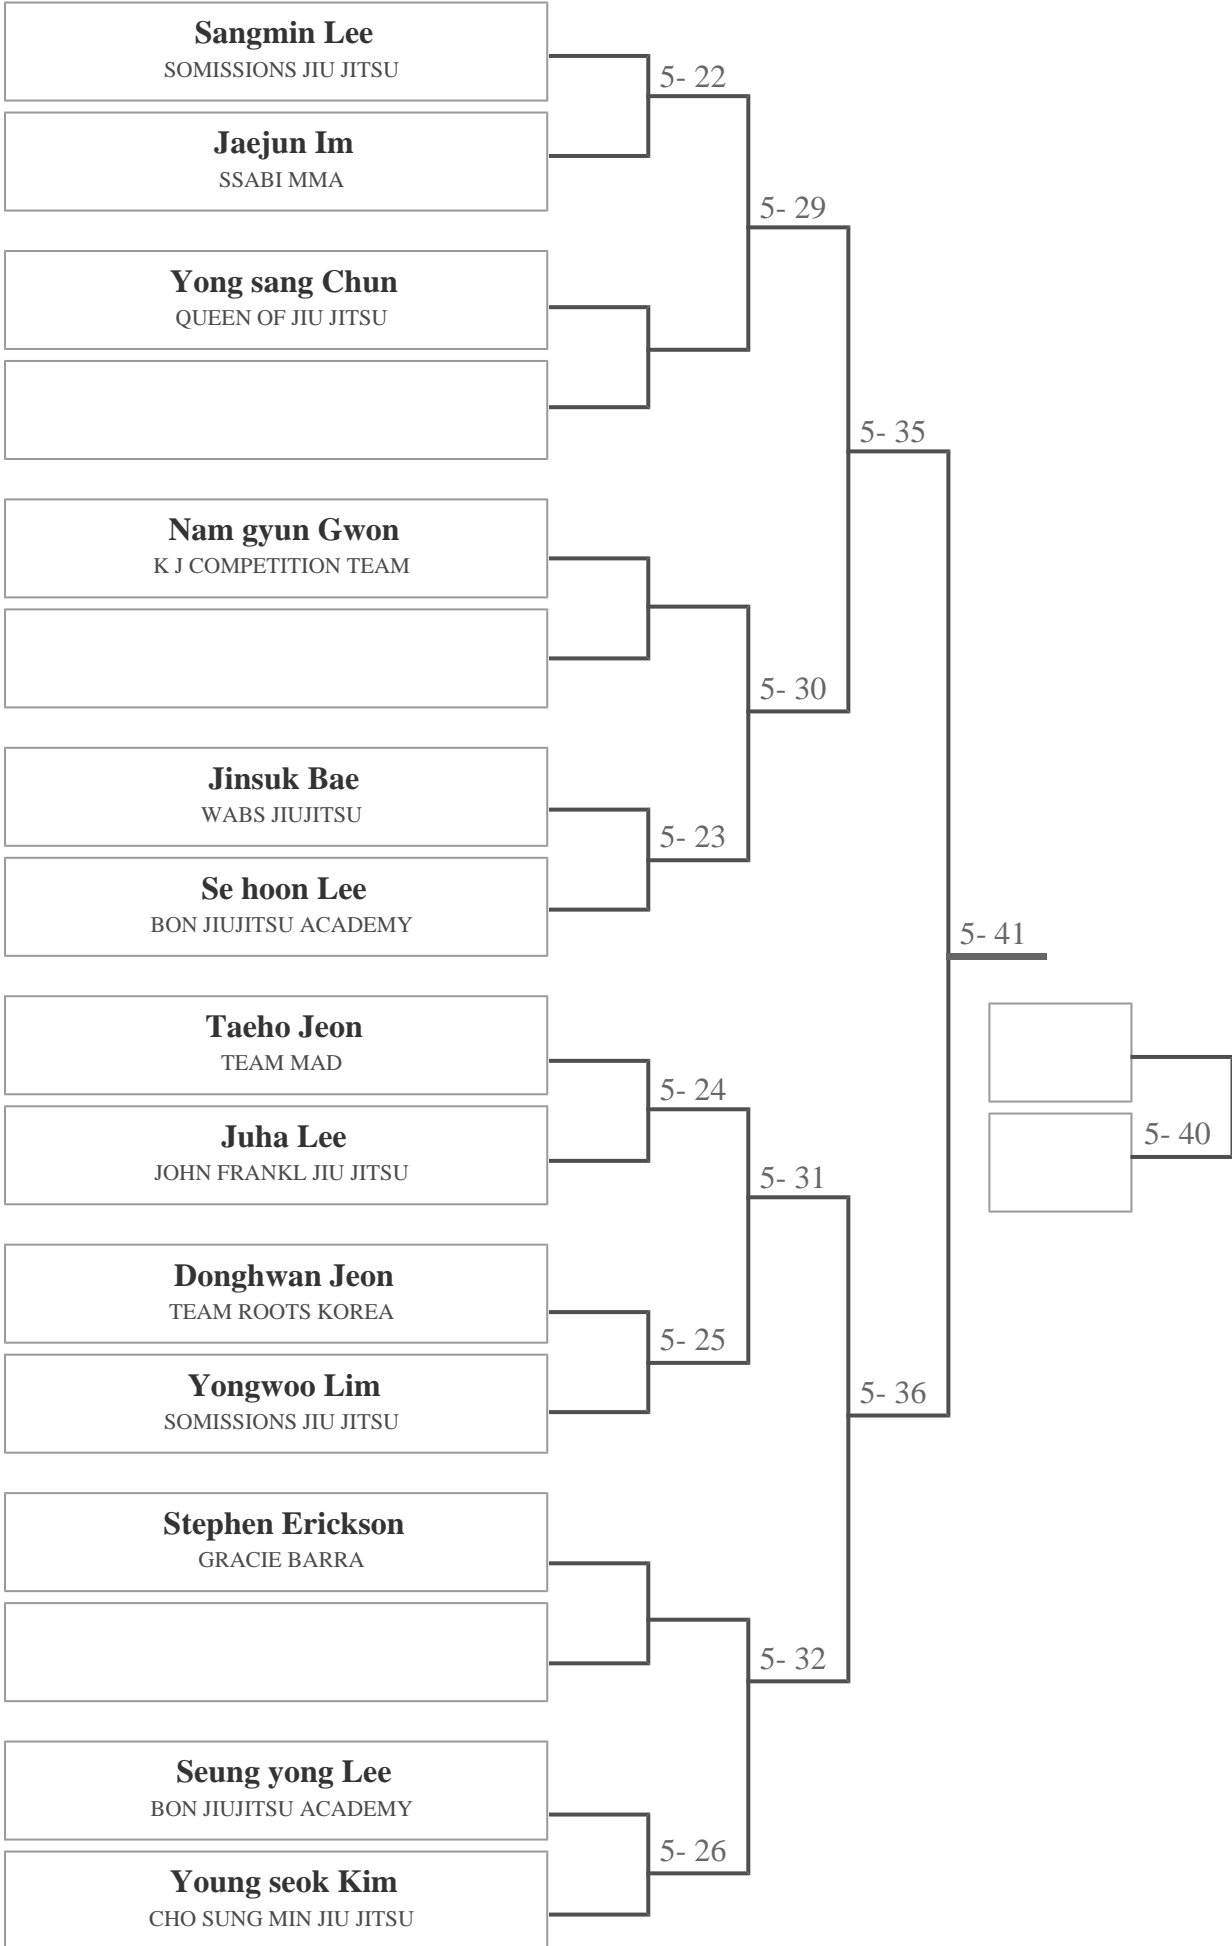 Sangmin Lee
SOMISSIONS JIU JITSU
5- 22
Jaejun Im
SSABI MMA
5- 29
Yong sang Chun
QUEEN OF JIU JITSU
5- 35
Nam gyun Gwon
K J COMPETITION TEAM
5- 30
Jinsuk Bae
WABS JIUJITSU
5- 23
Se hoon Lee
BON JIUJITSU ACADEMY
5- 41
Taeho Jeon
TEAM MAD
5- 24
Juha Lee
JOHN FRANKL JIU JITSU
5- 40
5- 31
Donghwan Jeon
TEAM ROOTS KOREA
5- 25
Yongwoo Lim
SOMISSIONS JIU JITSU
5- 36
Stephen Erickson
GRACIE BARRA
5- 32
Seung yong Lee
BON JIUJITSU ACADEMY
5- 26
Young seok Kim
CHO SUNG MIN JIU JITSU